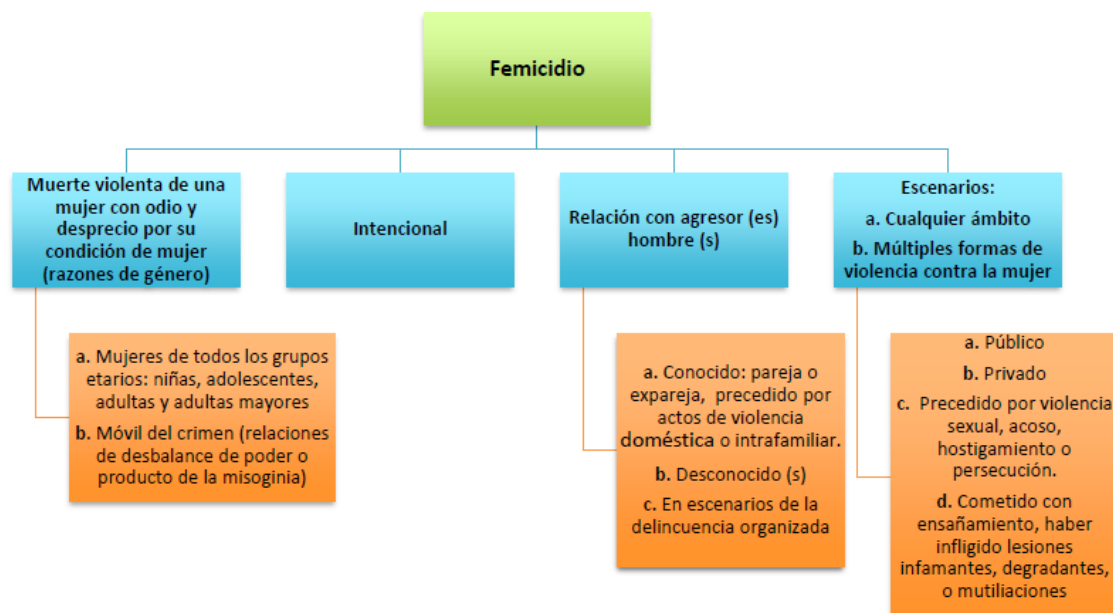 Femicidio
Muerte violenta de una
mujer con odio y
desprecio por su
condición de mujer
(razones de género)
Intencional
Relación con agresor (es)
hombre (s)
Escenarios:
a. Cualquier ámbito
b. Múltiples formas de
violencia contra la mujer
a. Mujeres de todos los grupos
etarios: niñas, adolescentes,
adultas y adultas mayores
b. Móvil del crimen (relaciones
de desbalance de poder o
producto de la misoginia)
a. Conocido: pareja o
expareja, precedido por
actos de violencia
doméstica o intrafamiliar.
b. Desconocido (s)
c. En escenarios de la
delincuencia organizada
a. Público
b. Privado
c. Precedido por violencia
sexual, acoso,
hostigamiento o
persecución.
d. Cometido con
ensañamiento, haber
infligido lesiones
infamantes, degradantes,
o mutiliaciones